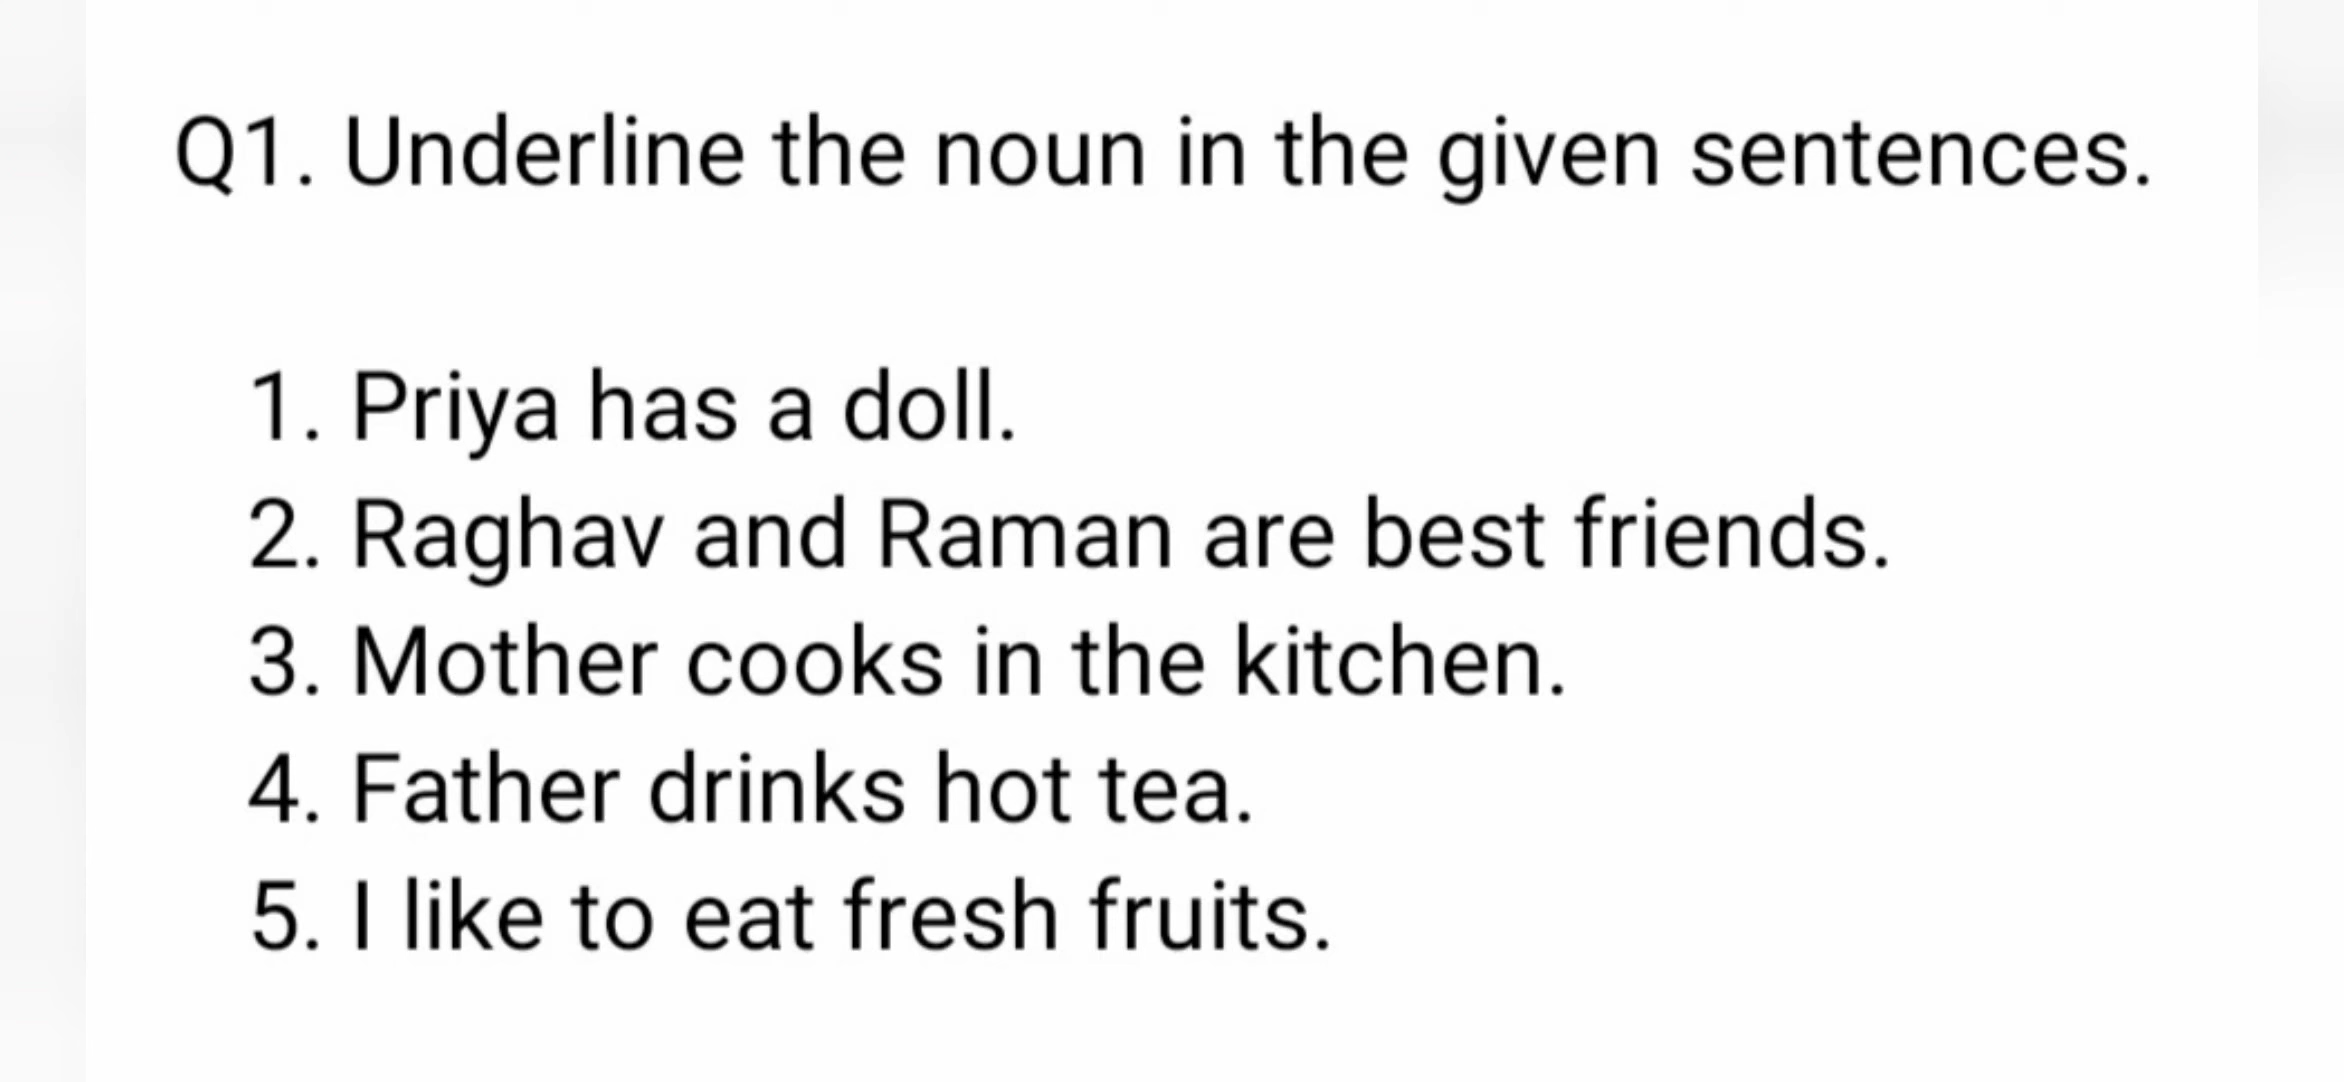 Q1. Underline the noun in the given sentences.
1. Priya has a doll.
2. Raghav and Raman are best friends.
3. Mother cooks in the kitchen.
4. Father drinks hot tea.
5. I like to eat fresh fruits.